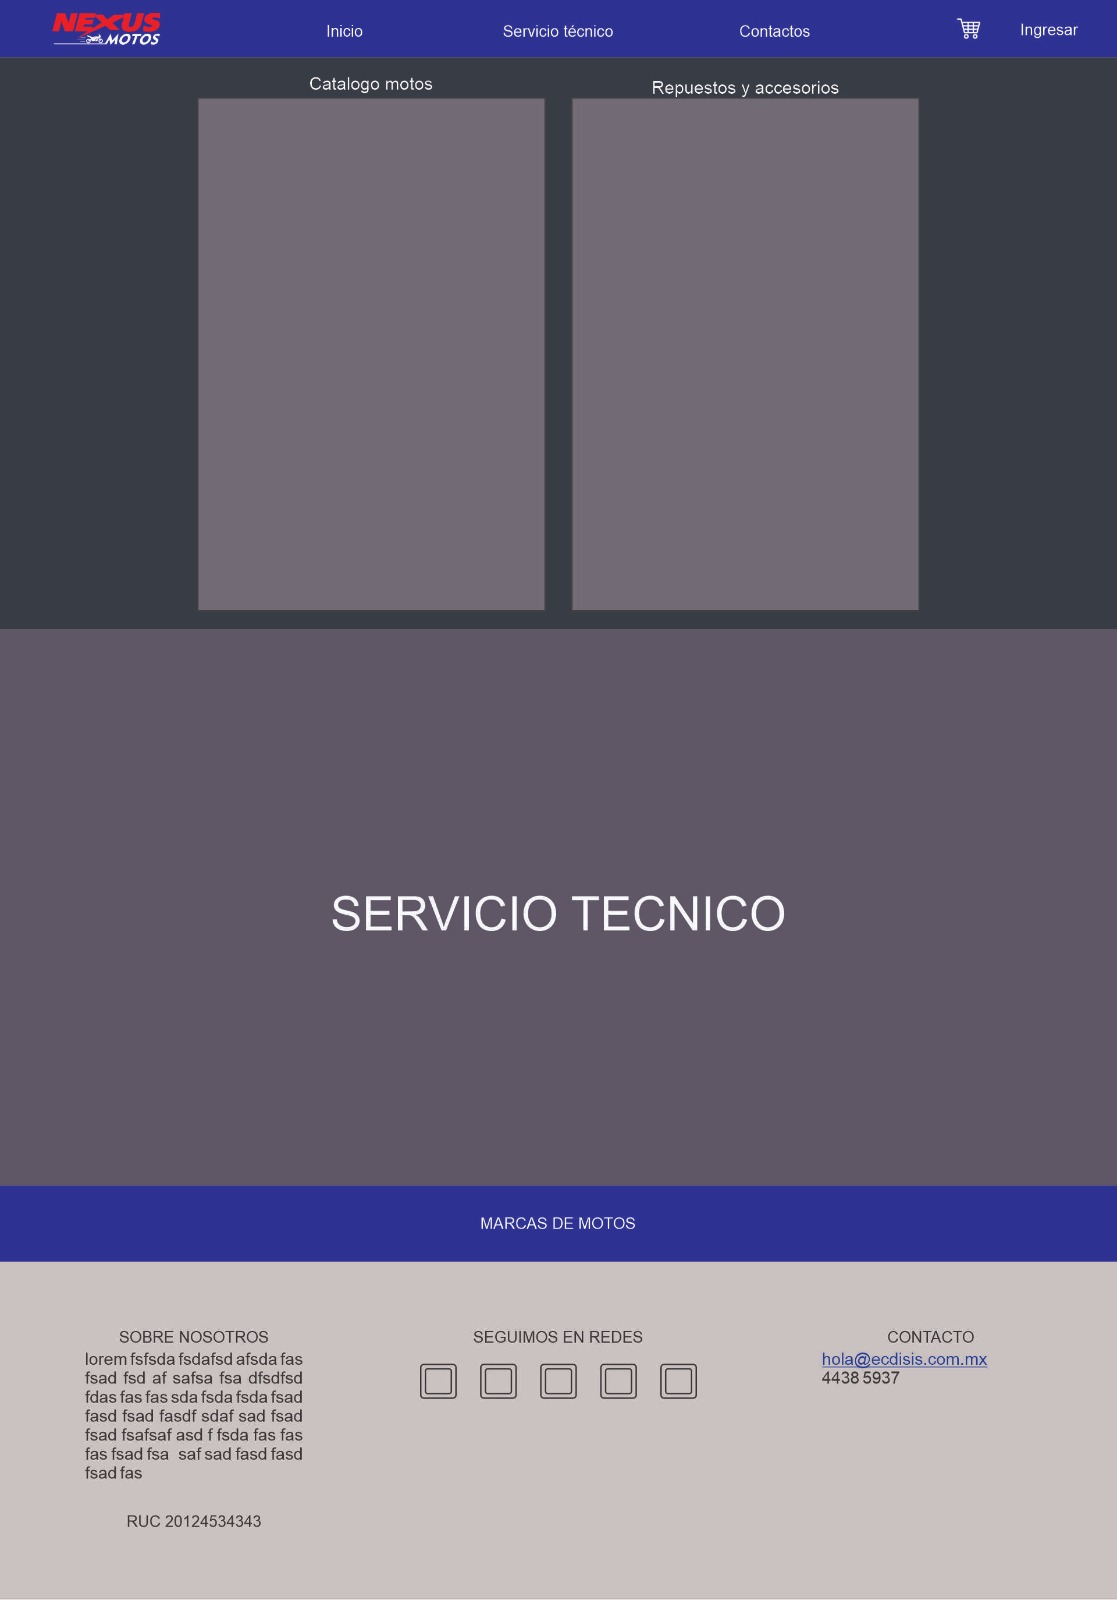 NEXUS
MOTOS
Inicio
Servicio técnico
Contactos
Ingresar
Catalogo motos
Repuestos y accesorios
SERVICIO TECNICO
MARCAS DE MOTOS
SOBRE NOSOTROS
lorem fsfsda fsdafsd afsda fas
fsad fsd af safsa fsa dfsdfsd
fdas fas fas sda fsda fsda fsad
fasd fsad fasdf sdaf sad fsad
fsad fsafsaf asd f fsda fas fas
fas fsad fsa saf sad fasd fasd
fsad fas
RUC 20124534343
SEGUIMOS EN REDES
CONTACTO
hola@ecdisis.com.mx
4438 5937